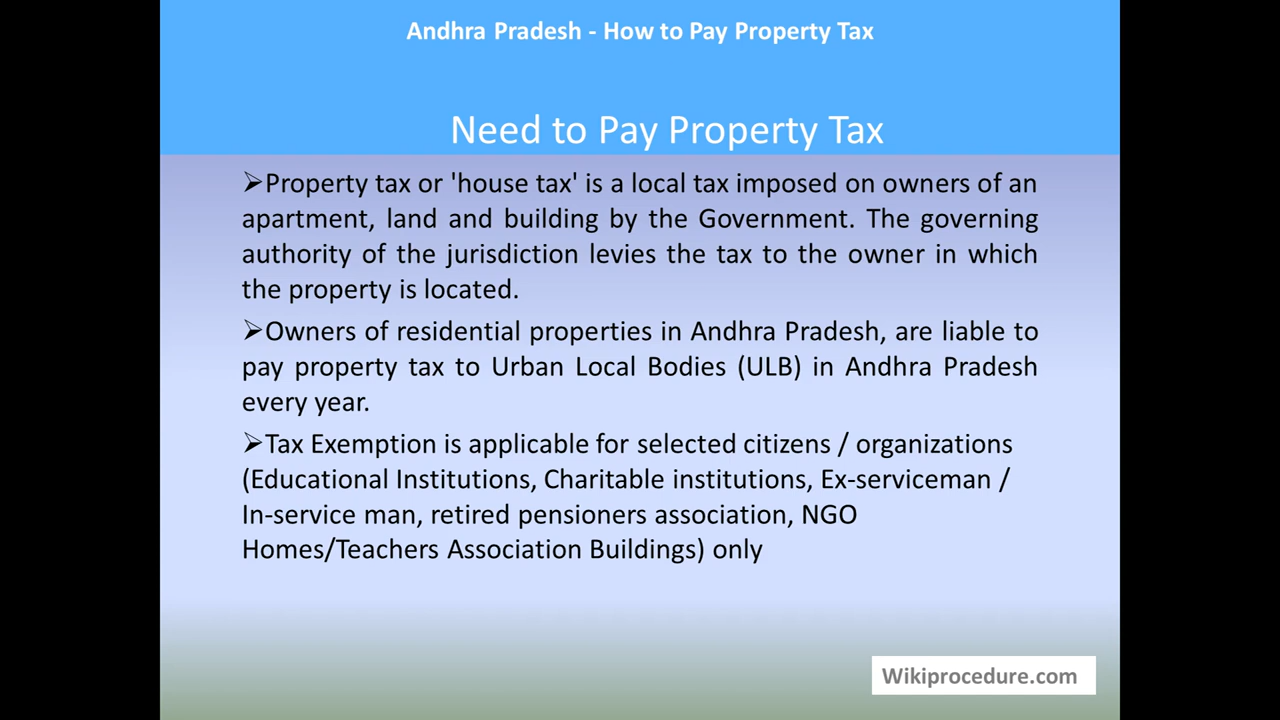 Andhra Pradesh - How to Pay Property Tax
Need to Pay Property Tax
➢Property tax or 'house tax' is a local tax imposed on owners of an
apartment, land and building by the Government. The governing
authority of the jurisdiction levies the tax to the owner in which
the property is located.
➢Owners of residential properties in Andhra Pradesh, are liable to
pay property tax to Urban Local Bodies (ULB) in Andhra Pradesh
every year.
➢Tax Exemption is applicable for selected citizens / organizations
(Educational Institutions, Charitable institutions, Ex-serviceman /
In-service man, retired pensioners association, NGO
Homes/Teachers Association Buildings) only
Wikiprocedure.com